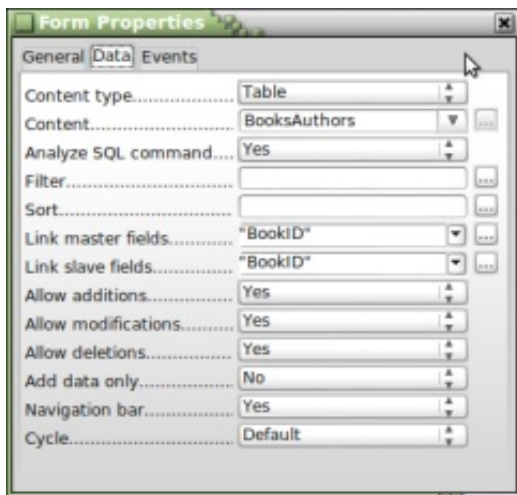 Form Properties
General Data Events
Content type................. Table
Content........................ BooksAuthors ...
Analyze SQL command.... Yes
Filter............................ ...
Sort............................. ...
Link master fields.......... "BookID" ...
Link slave fields............ "BookID" ...
Allow additions.............. Yes
Allow modifications........ Yes
Allow deletions.............. Yes
Add data only................ No
Navigation bar............... Yes
Cycle........................... Default